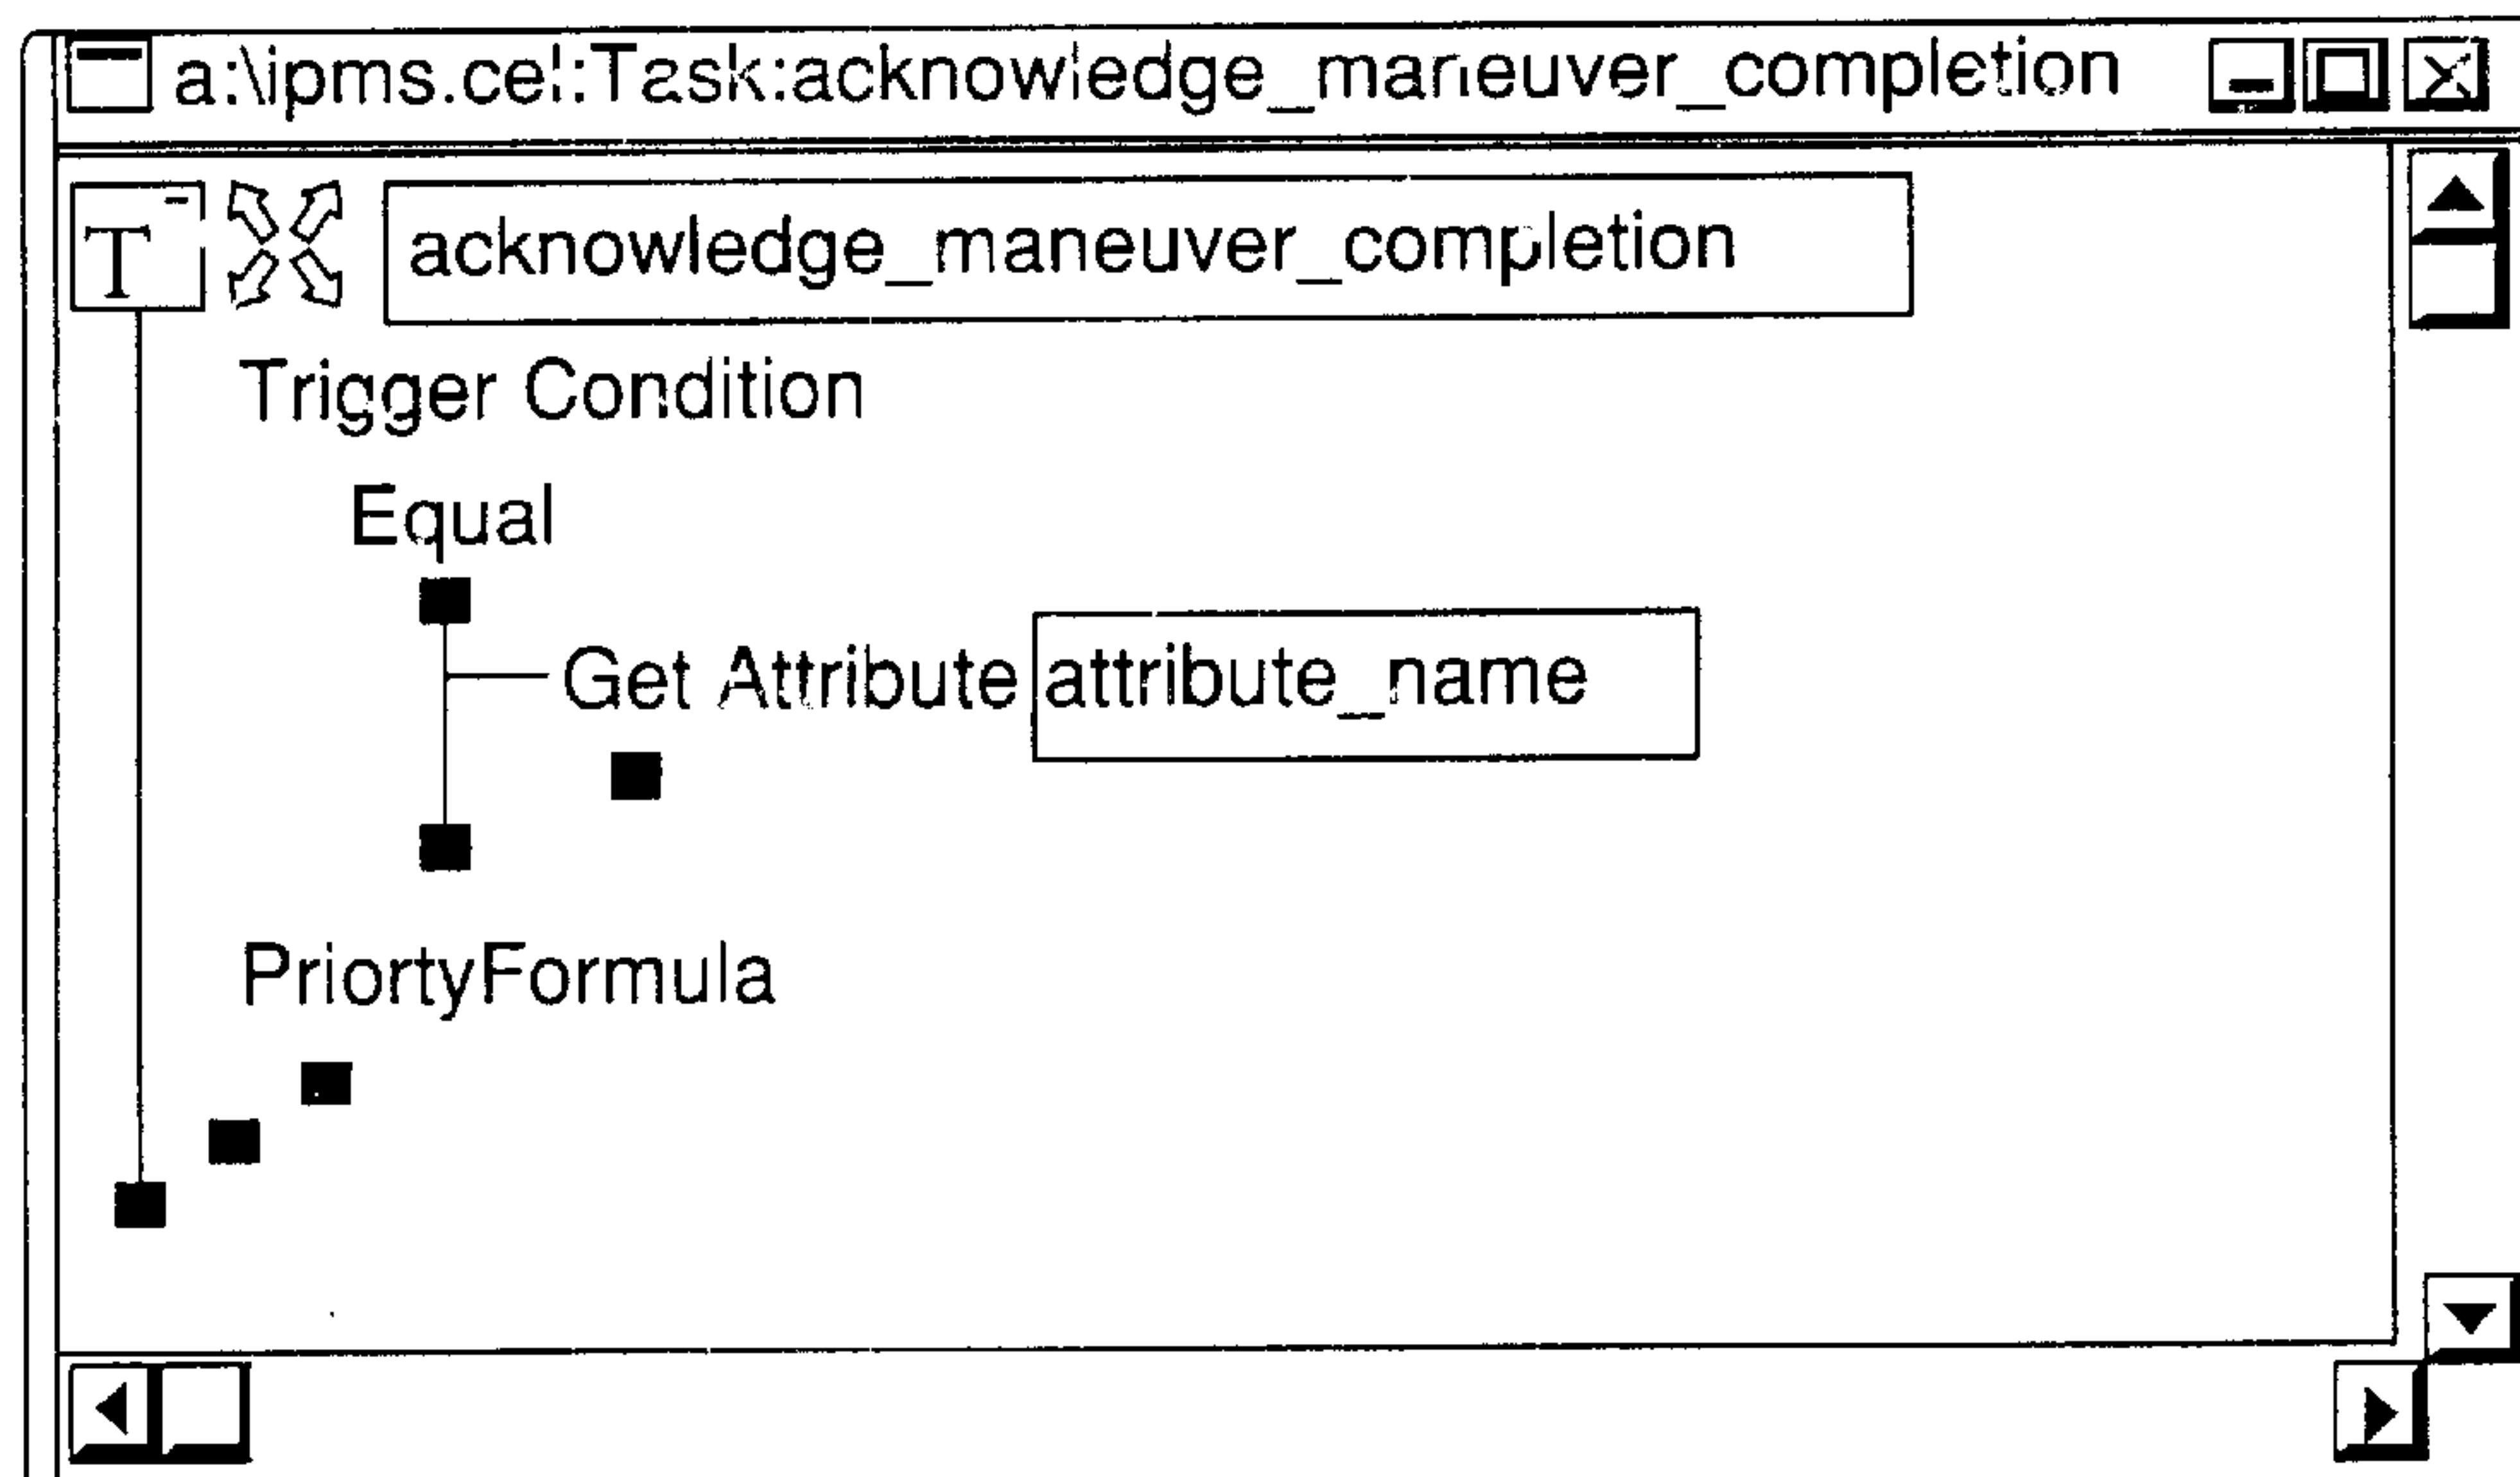 a:\ipms.cel::Task:acknowledge_maneuver_completion
T
acknowledge_maneuver_completion
Trigger Condition
Equal
Get Attribute attribute_name
PriortyFormula